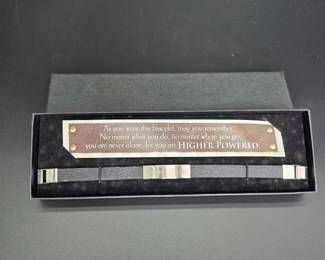 As you wear this bracelet, may you remember
No matter what you do, no matter where you go,
you are never alone, for you are HIGHER POWERED.